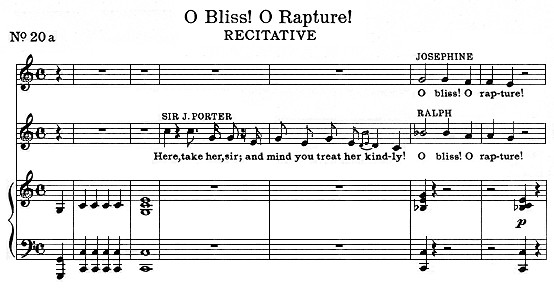 O Bliss! O Rapture!
Nº 20a
RECITATIVE
JOSEPHINE
O bliss! O rap-ture!
SIR J. PORTER
RALPH
Here, take her, sir; and mind you treat her kind-ly! O bliss! O rap-ture!
p